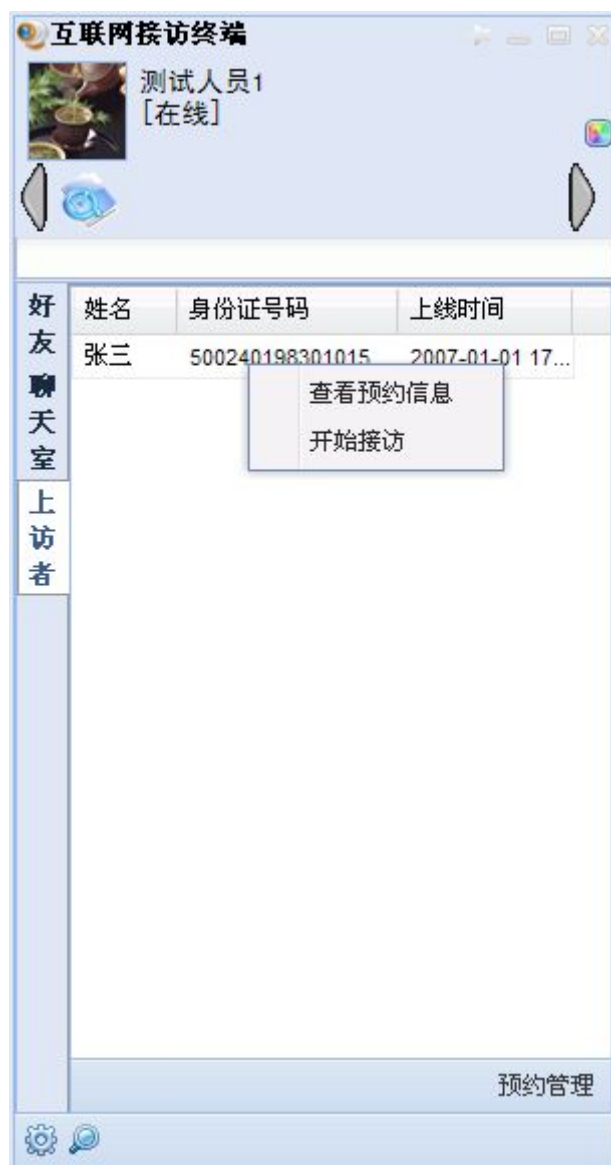 互联网接访终端
测试人员1
[在线]
姓名 身份证号码 上线时间
张三 500240198301015 2007-01-01 17...
查看预约信息
开始接访
好友
聊天室
上访者
预约管理